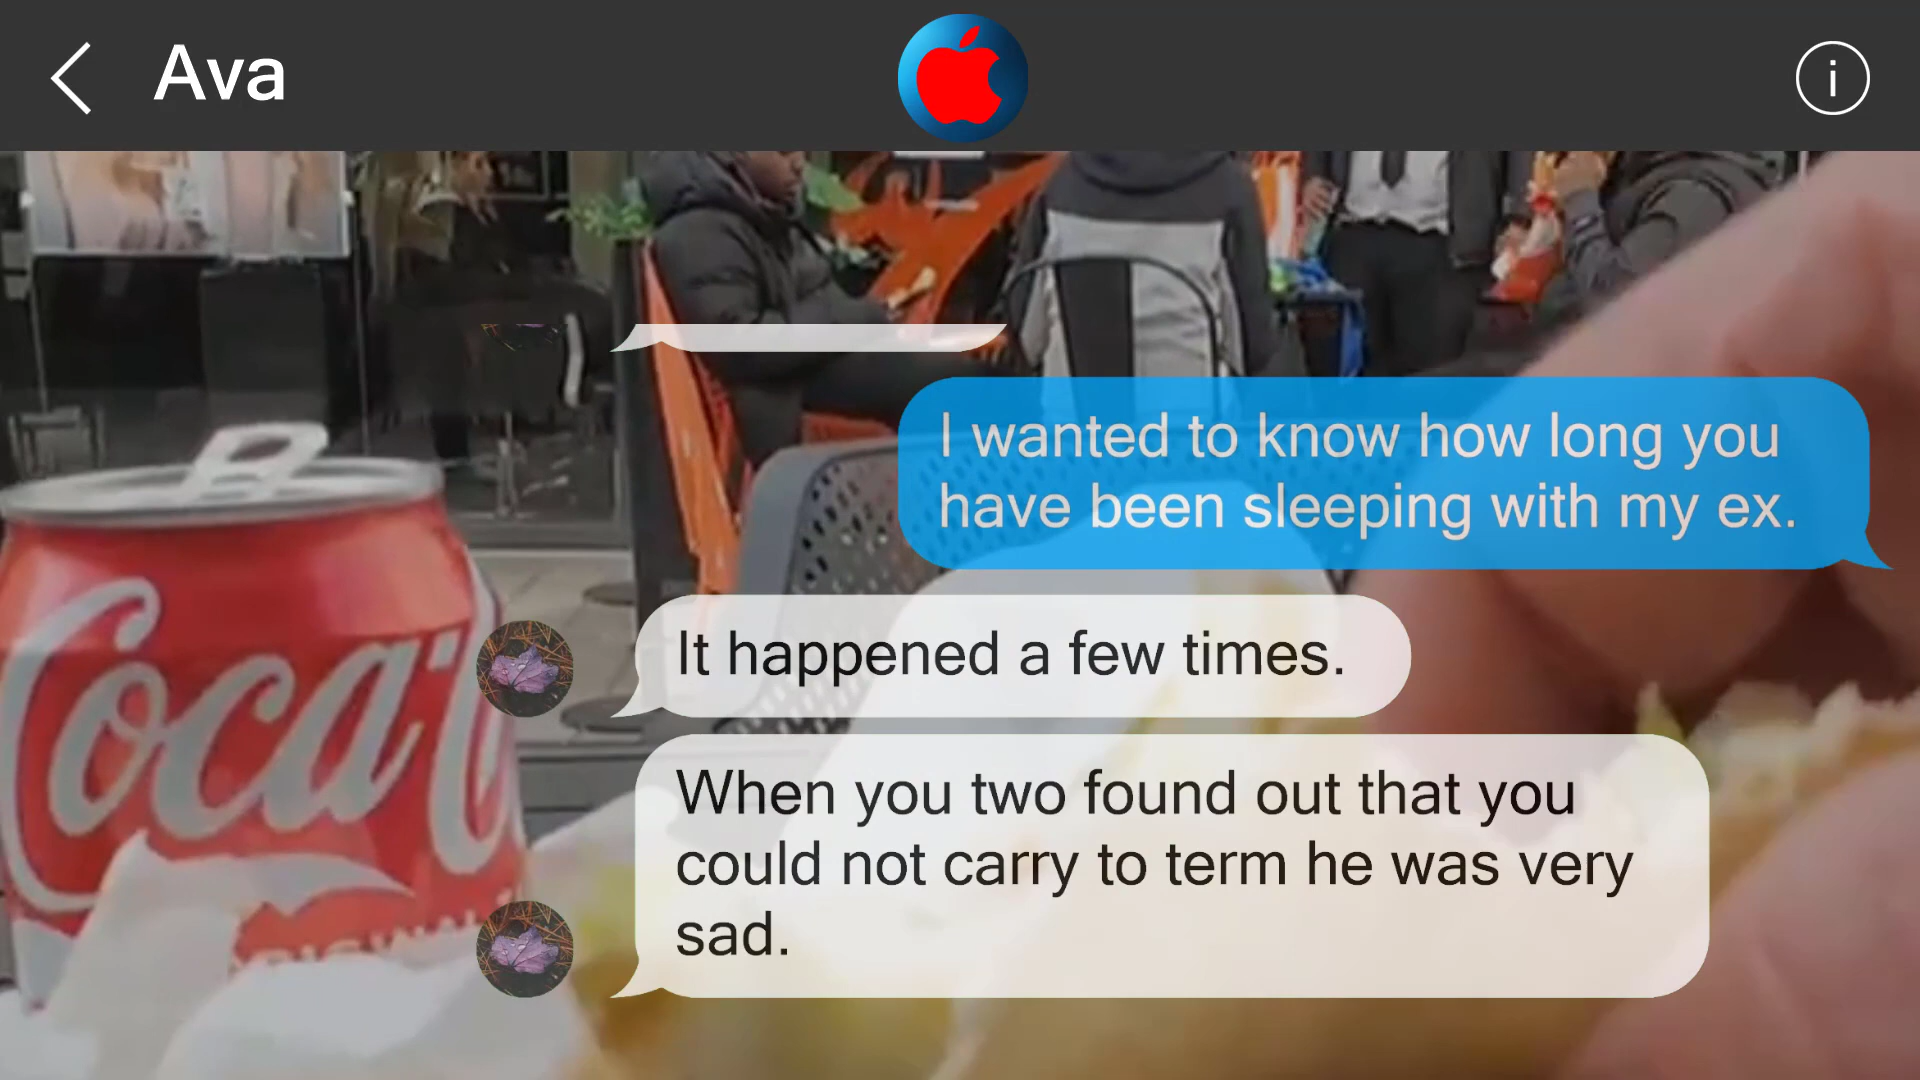 Ava
I wanted to know how long you
have been sleeping with my ex.
It happened a few times.
When you two found out that you
could not carry to term he was very
sad.
Coca